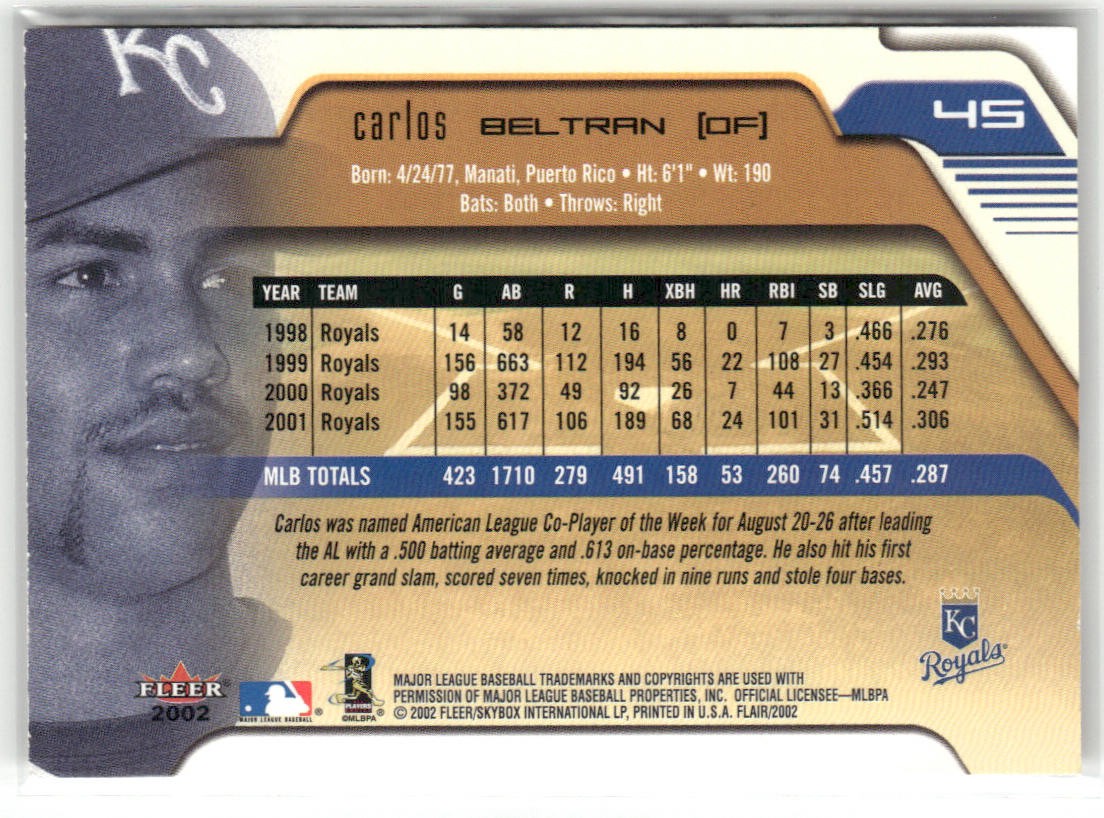 KC
45
carlos BELTRAN [OF]
Born: 4/24/77, Manati, Puerto Rico • Ht: 6'1" • Wt: 190
Bats: Both • Throws: Right
YEAR TEAM G AB R H XBH HR RBI SB SLG AVG
1998 Royals 14 58 12 16 8 0 7 3 .466 .276
1999 Royals 156 663 112 194 56 22 108 27 .454 .293
2000 Royals 98 372 49 92 26 7 44 13 .366 .247
2001 Royals 155 617 106 189 68 24 101 31 .514 .306
MLB TOTALS 423 1710 279 491 158 53 260 74 .457 .287
Carlos was named American League Co-Player of the Week for August 20-26 after leading
the AL with a .500 batting average and .613 on-base percentage. He also hit his first
career grand slam, scored seven times, knocked in nine runs and stole four bases.
KC
Royals
FLEER®
2002
MAJOR LEAGUE BASEBALL®
PLAYERS
©MLBPA
MAJOR LEAGUE BASEBALL TRADEMARKS AND COPYRIGHTS ARE USED WITH
PERMISSION OF MAJOR LEAGUE BASEBALL PROPERTIES, INC. OFFICIAL LICENSEE—MLBPA
© 2002 FLEER/SKYBOX INTERNATIONAL LP, PRINTED IN U.S.A. FLAIR/2002